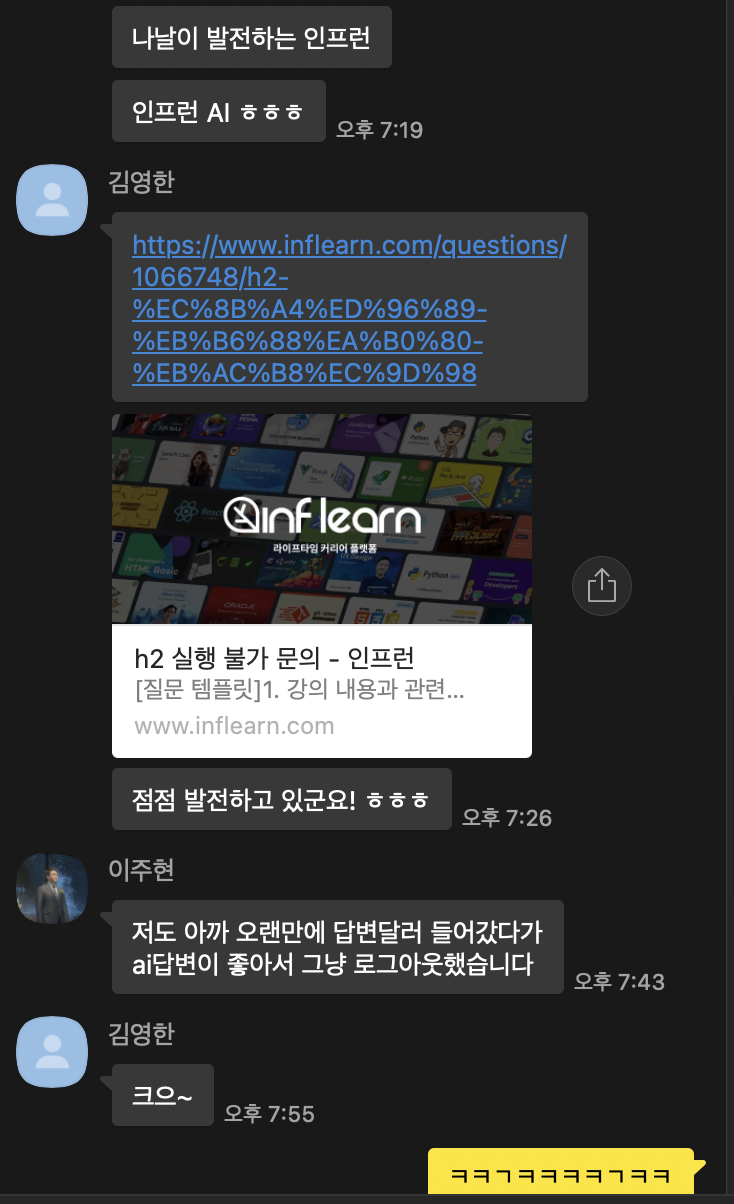 나날이 발전하는 인프런
인프런 AI ㅎㅎㅎ
오후 7:19
김영한
https://www.inflearn.com/questions/
1066748/h2-
%EC%8B%A4%ED%96%89-
%EB%B6%88%EA%B0%80-
%EB%AC%B8%EC%9D%98
inflearn
라이프타임 커리어 플랫폼
h2 실행 불가 문의 - 인프런
[질문 템플릿]1. 강의 내용과 관련...
www.inflearn.com
점점 발전하고 있군요! ㅎㅎㅎ
오후 7:26
이주현
저도 아까 오랜만에 답변달러 들어갔다가
ai답변이 좋아서 그냥 로그아웃했습니다
오후 7:43
김영한
크으~
오후 7:55
ㅋㅋㄱㅋㅋㅋㅋㄱㅋㅋ